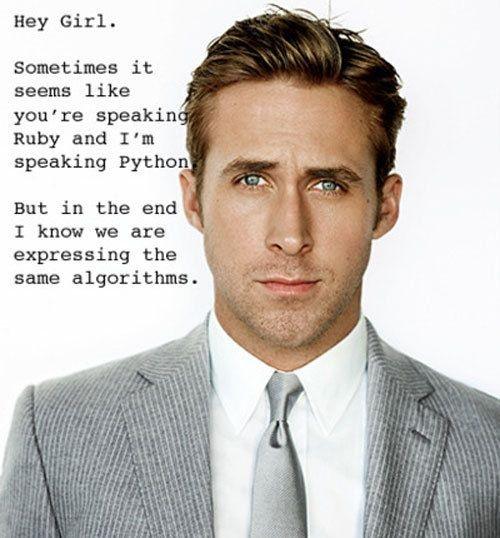 Hey Girl.
Sometimes it
seems like
you're speaking
Ruby and I'm
speaking Python
But in the end
I know we are
expressing the
same algorithms.